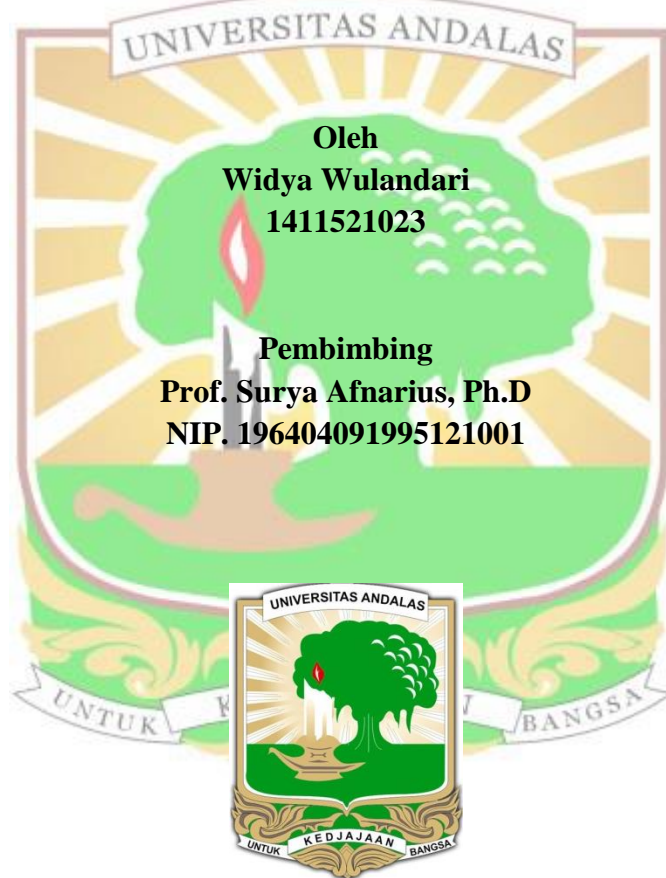 UNIVERSITAS ANDALAS
Oleh
Widya Wulandari
1411521023
Pembimbing
Prof. Surya Afnarius, Ph.D
NIP. 196404091995121001
UNIVERSITAS ANDALAS
UNTUK K BANGSA
UNTUK KEDJAJAAN BANGSA